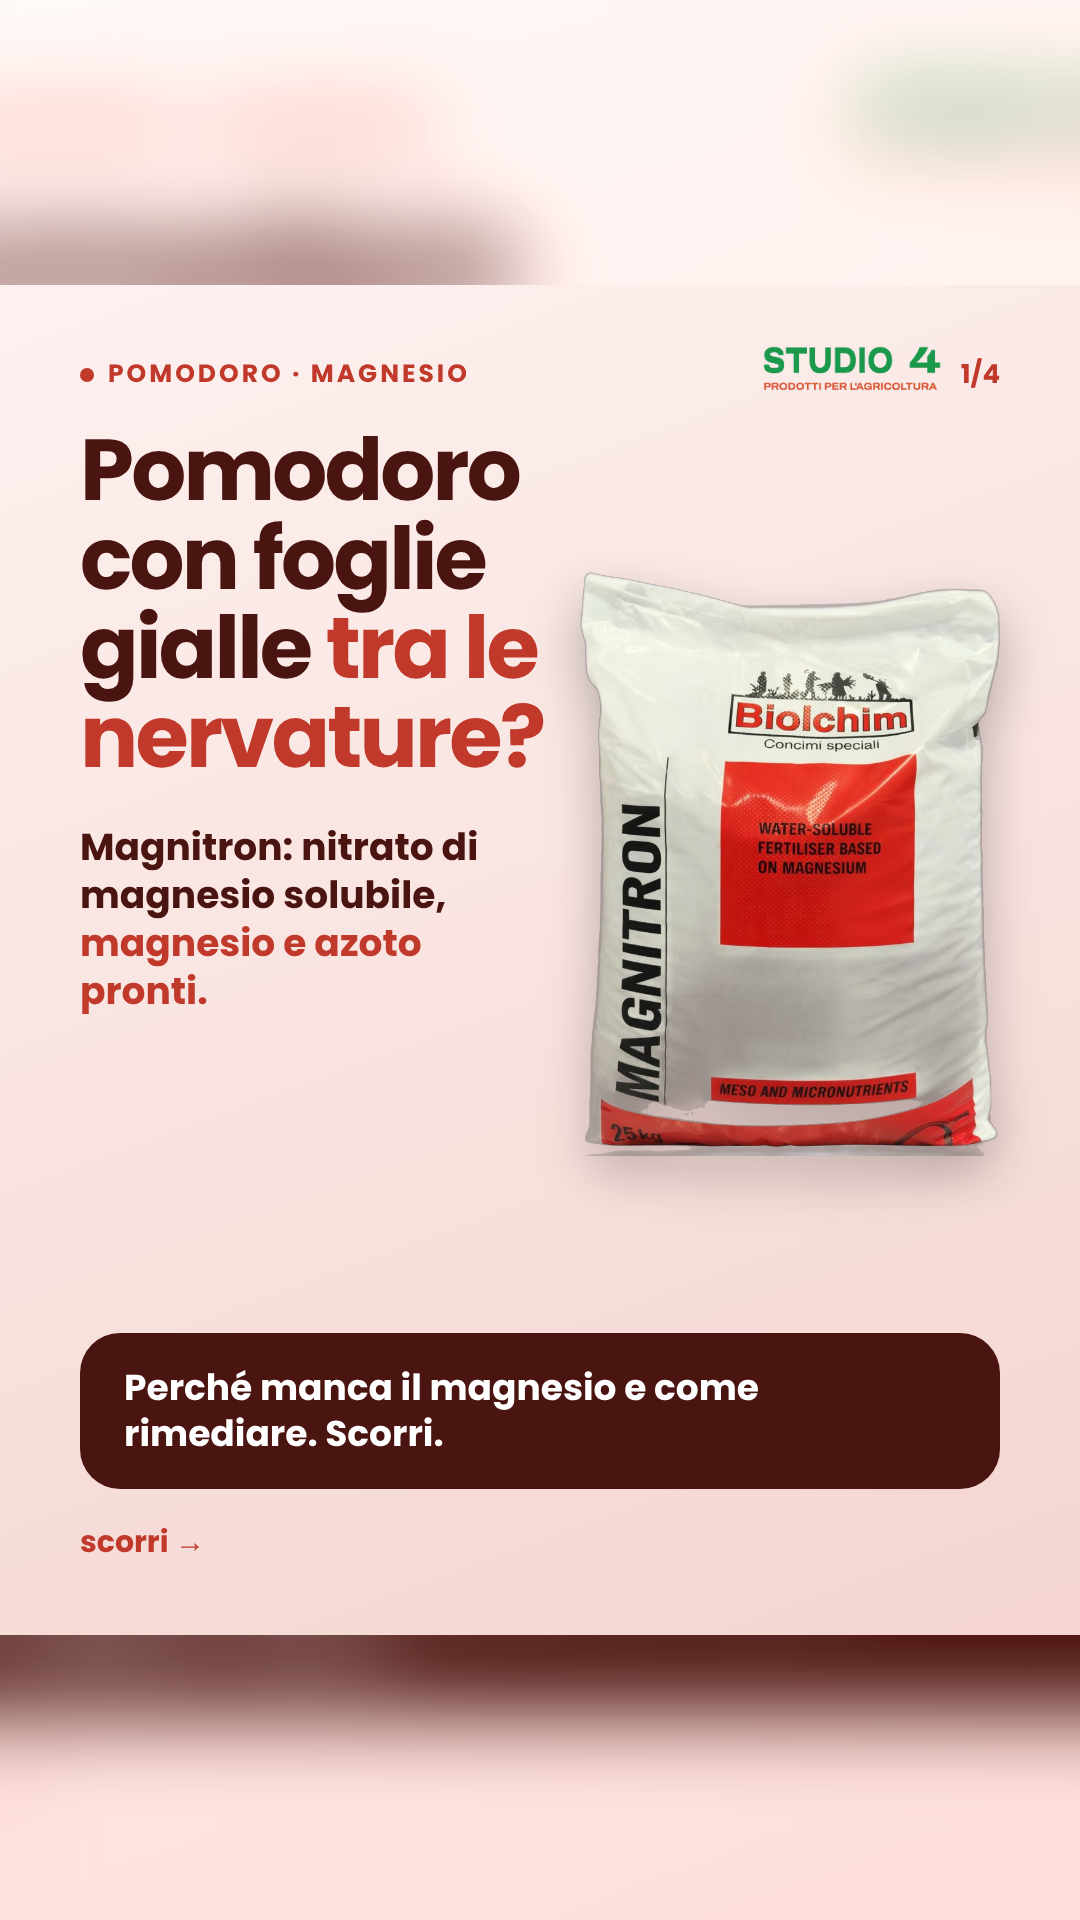 POMODORO · MAGNESIO
STUDIO 4
PRODOTTI PER L'AGRICOLTURA
1/4
Pomodoro
con foglie
gialle tra le
nervature?
Magnitron: nitrato di
magnesio solubile,
magnesio e azoto
pronti.
Biolchim
Concimi speciali
WATER-SOLUBLE
FERTILISER BASED
ON MAGNESIUM
MAGNITRON
MESO AND MICRONUTRIENTS
25 kg
Perché manca il magnesio e come
rimediare. Scorri.
scorri →